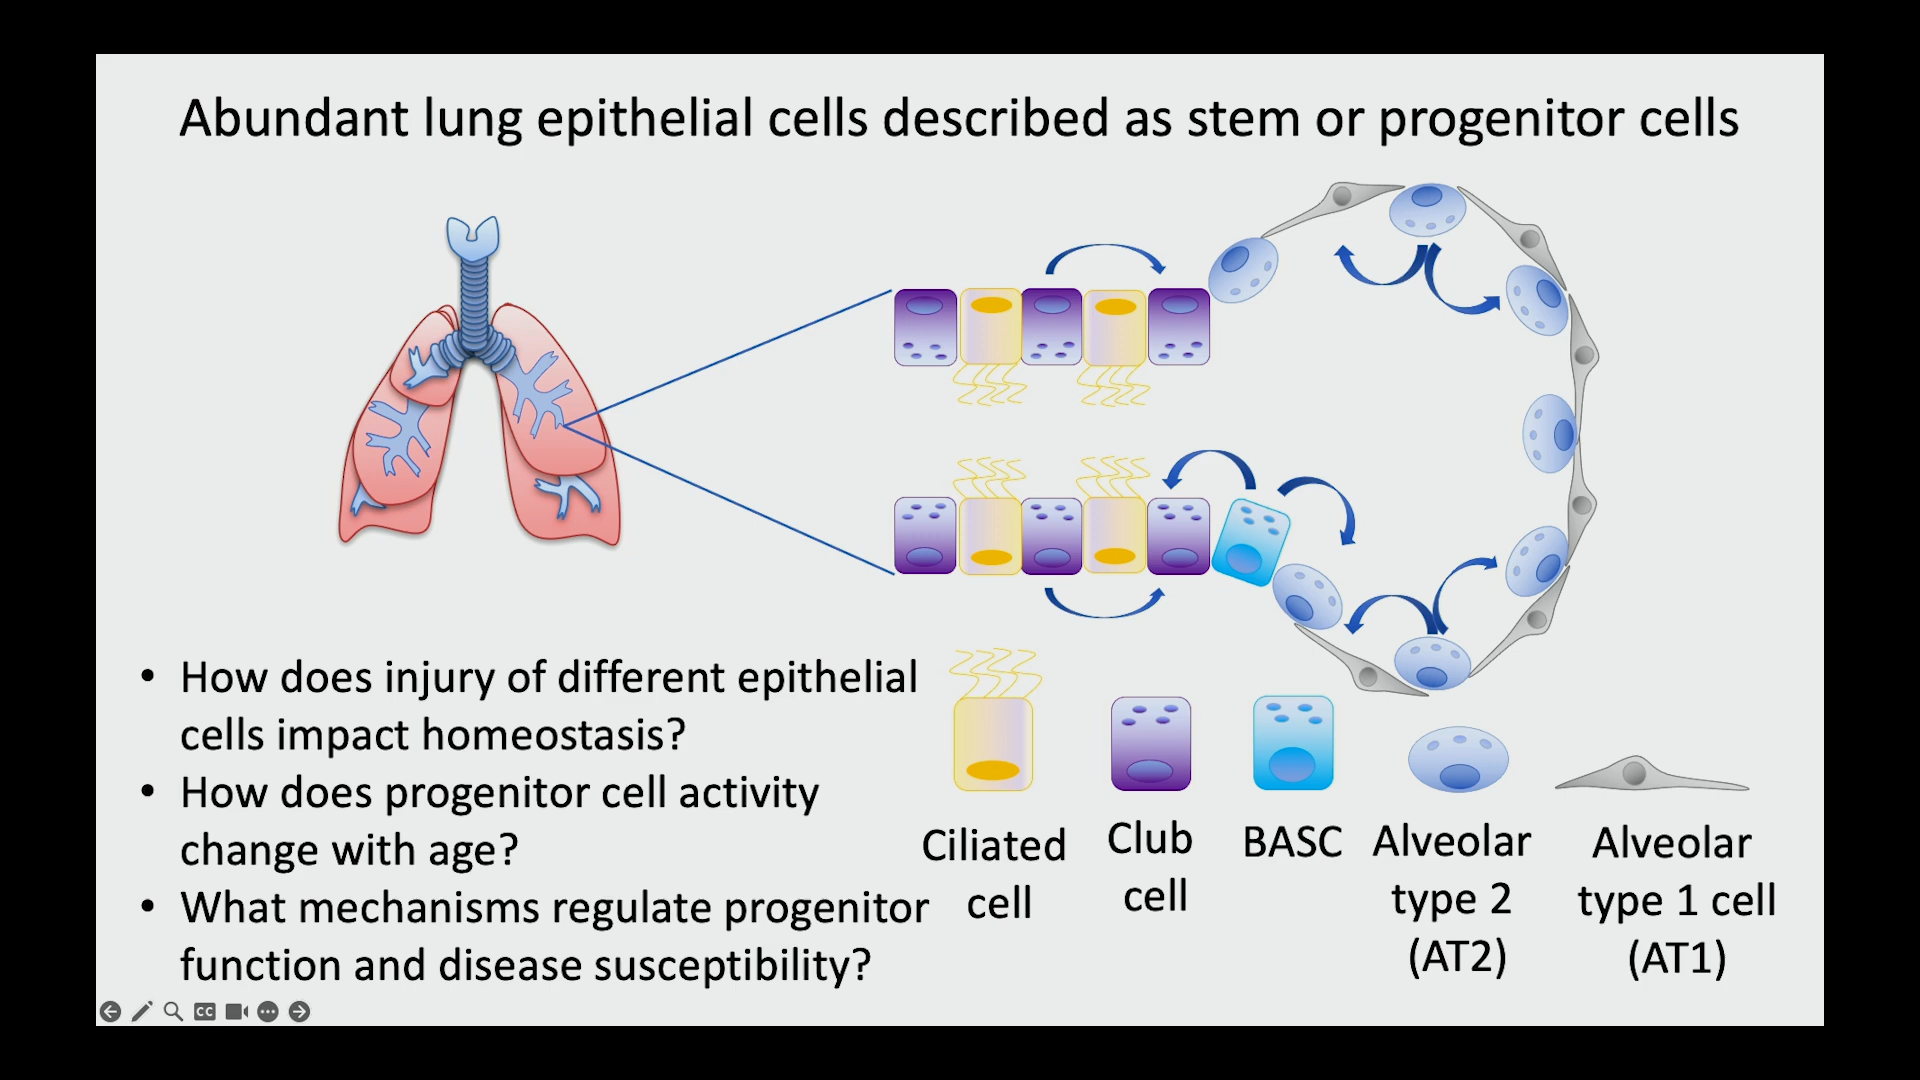 Abundant lung epithelial cells described as stem or progenitor cells
• How does injury of different epithelial
cells impact homeostasis?
• How does progenitor cell activity
change with age?
• What mechanisms regulate progenitor
function and disease susceptibility?
Ciliated
cell
Club
cell
BASC
Alveolar
type 2
(AT2)
Alveolar
type 1 cell
(AT1)
CC